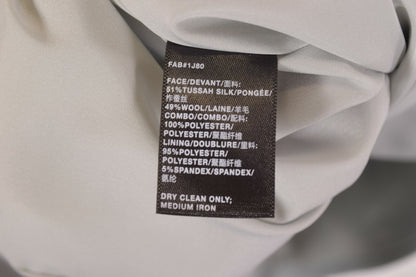 FAB#1J80
FACE/DEVANT/面料:
51%TUSSAH SILK/PONGÉE/
柞蚕丝
49%WOOL/LAINE/羊毛
COMBO/COMBO/配料:
100%POLYESTER/
POLYESTER/聚酯纤维
LINING/DOUBLURE/里料:
95%POLYESTER/
POLYESTER/聚酯纤维
5%SPANDEX/SPANDEX/
氨纶
DRY CLEAN ONLY;
MEDIUM IRON